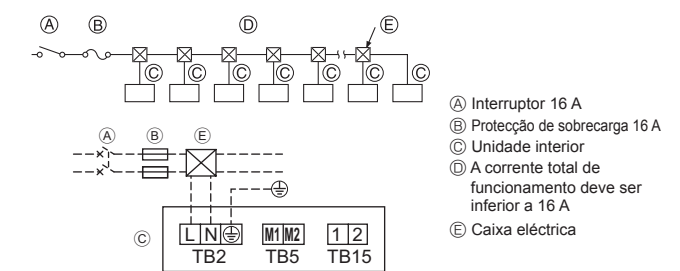 Ⓐ Ⓑ Ⓓ Ⓔ
Ⓒ Ⓒ Ⓒ Ⓒ Ⓒ Ⓒ Ⓒ
Ⓐ Interruptor 16 A
Ⓑ Protecção de sobrecarga 16 A
Ⓒ Unidade interior
Ⓓ A corrente total de
funcionamento deve ser
inferior a 16 A
Ⓔ Caixa eléctrica
Ⓐ Ⓑ Ⓔ
Ⓒ
L N M1 M2 1 2
TB2 TB5 TB15